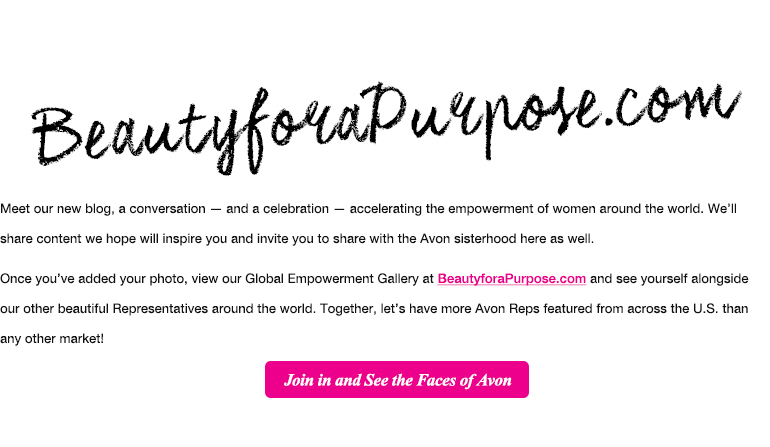 BeautyforaPurpose.com
Meet our new blog, a conversation — and a celebration — accelerating the empowerment of women around the world. We'll
share content we hope will inspire you and invite you to share with the Avon sisterhood here as well.
Once you've added your photo, view our Global Empowerment Gallery at BeautyforaPurpose.com and see yourself alongside
our other beautiful Representatives around the world. Together, let's have more Avon Reps featured from across the U.S. than
any other market!
Join in and See the Faces of Avon